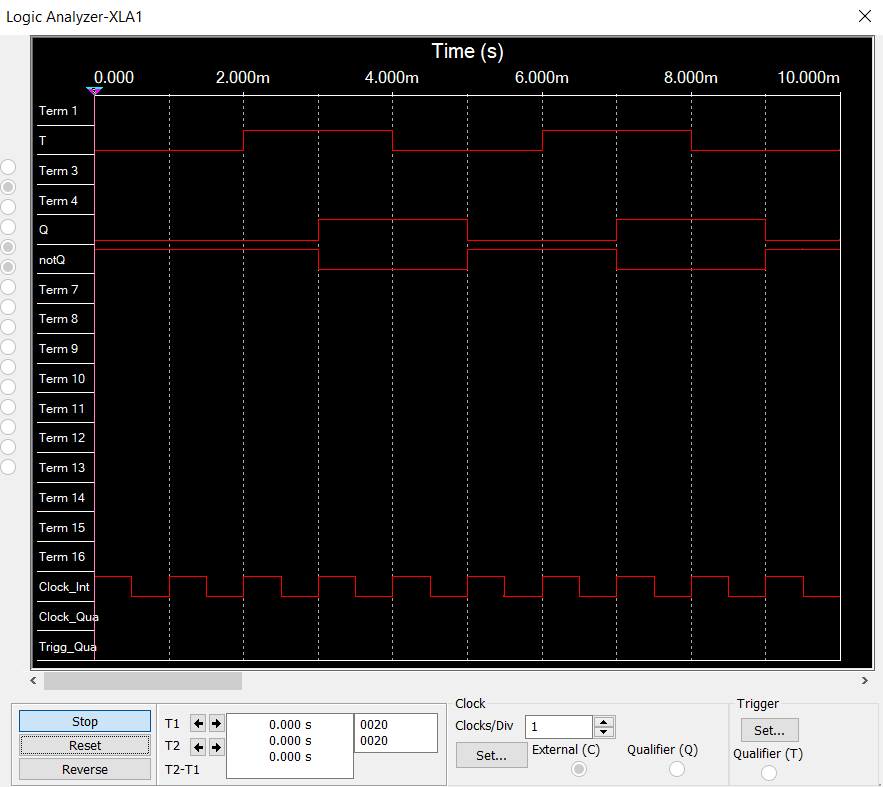 Logic Analyzer-XLA1
Time (s)
0.000 2.000m 4.000m 6.000m 8.000m 10.000m
Term 1
T
Term 3
Term 4
Q
notQ
Term 7
Term 8
Term 9
Term 10
Term 11
Term 12
Term 13
Term 14
Term 15
Term 16
Clock_Int
Clock_Qua
Trigg_Qua
Stop
Reset
Reverse
T1 0.000 s 0020
T2 0.000 s 0020
T2-T1 0.000 s
Clock
Clocks/Div 1
Set... External (C) Qualifier (Q)
Trigger
Set...
Qualifier (T)